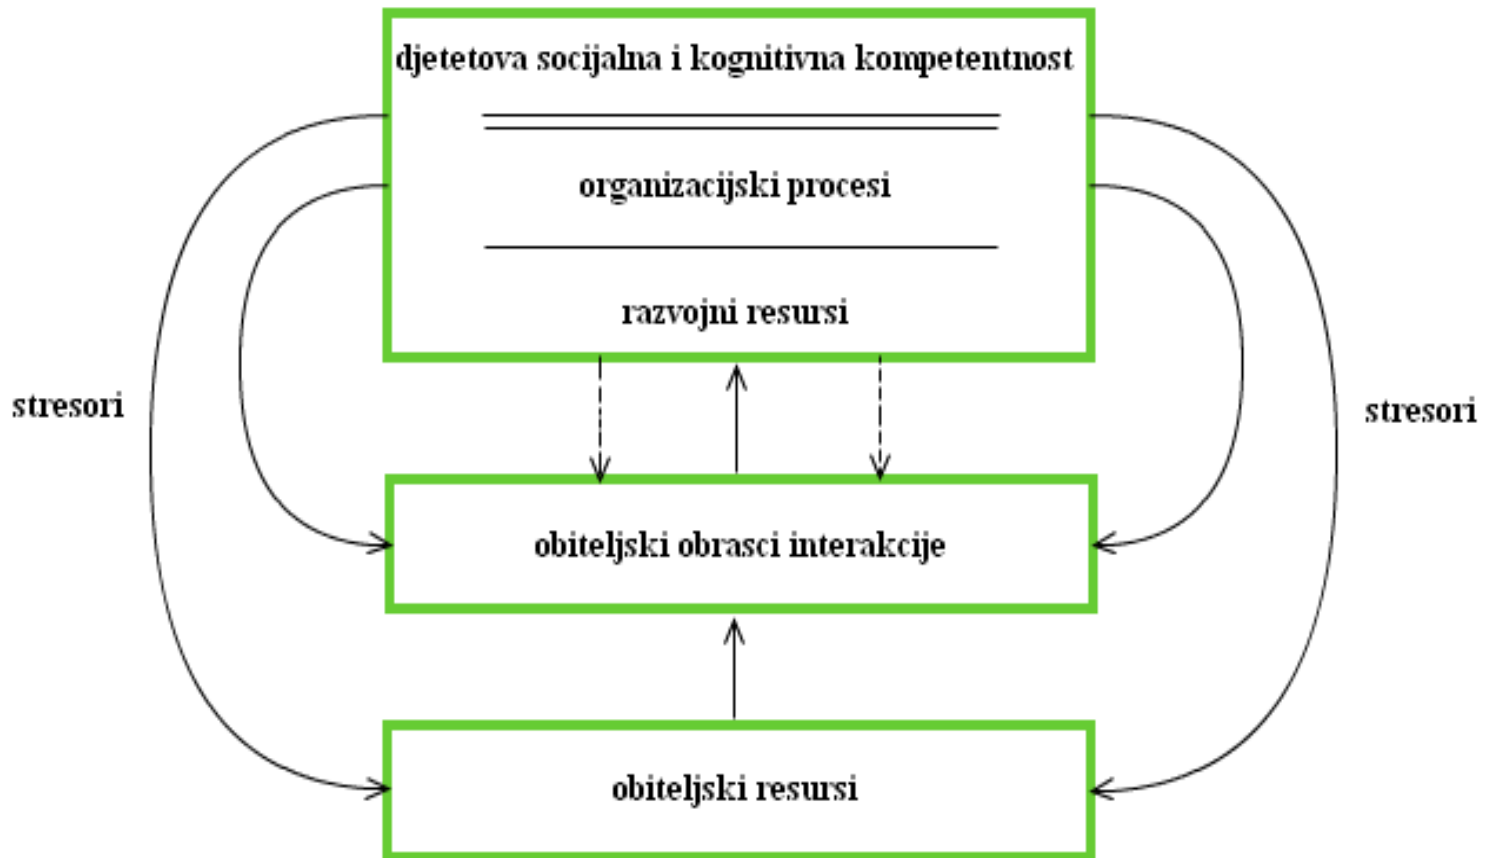 djetetova socijalna i kognitivna kompetentnost
organizacijski procesi
razvojni resursi
stresori
stresori
obiteljski obrasci interakcije
obiteljski resursi